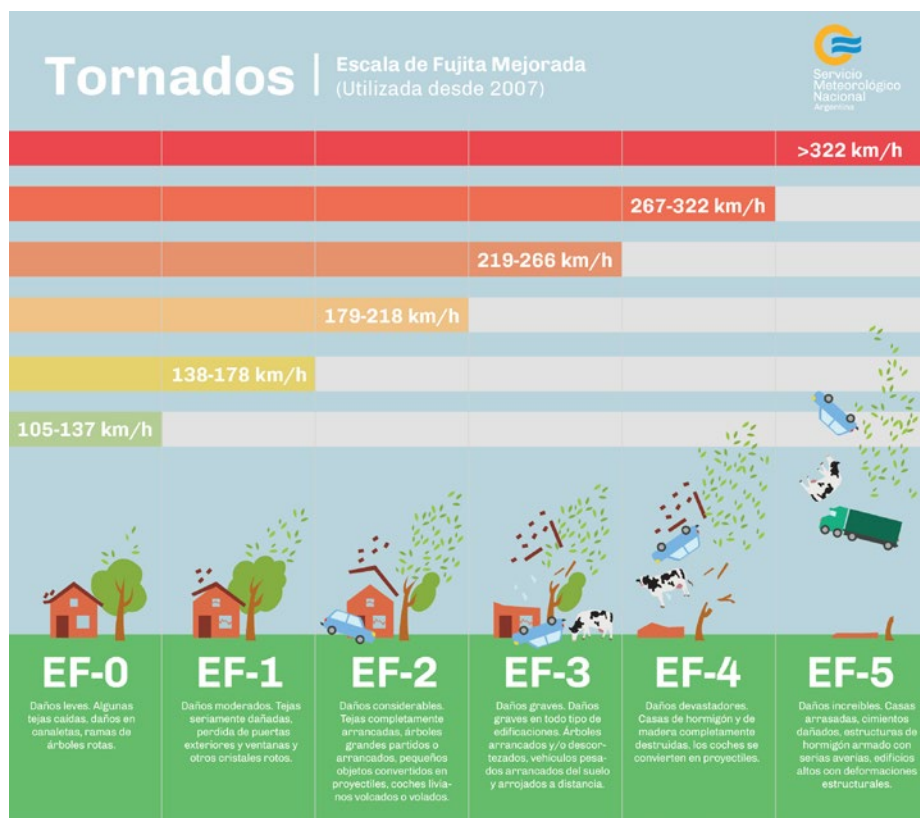 Tornados
Escala de Fujita Mejorada
(Utilizada desde 2007)
Servicio
Meteorológico
Nacional
Argentina
>322 km/h
267-322 km/h
219-266 km/h
179-218 km/h
138-178 km/h
105-137 km/h
EF-0
Daños leves. Algunas
tejas caídas, daños en
canaletas, ramas de
árboles rotas.
EF-1
Daños moderados. Tejas
seriamente dañadas,
perdida de puertas
exteriores y ventanas y
otros cristales rotos.
EF-2
Daños considerables.
Tejas completamente
arrancadas, árboles
grandes partidos o
arrancados, pequeños
objetos convertidos en
proyectiles, coches livia-
nos volcados o volados.
EF-3
Daños graves. Daños
graves en todo tipo de
edificaciones. Árboles
arrancados y/o descor-
tezados, vehículos pesa-
dos arrancados del suelo
y arrojados a distancia.
EF-4
Daños devastadores.
Casas de hormigón y de
madera completamente
destruidas, los coches se
convierten en proyectiles.
EF-5
Daños increibles. Casas
arrasadas, cimientos
dañados, estructuras de
hormigón armado con
serias averías, edificios
altos con deformaciones
estructurales.